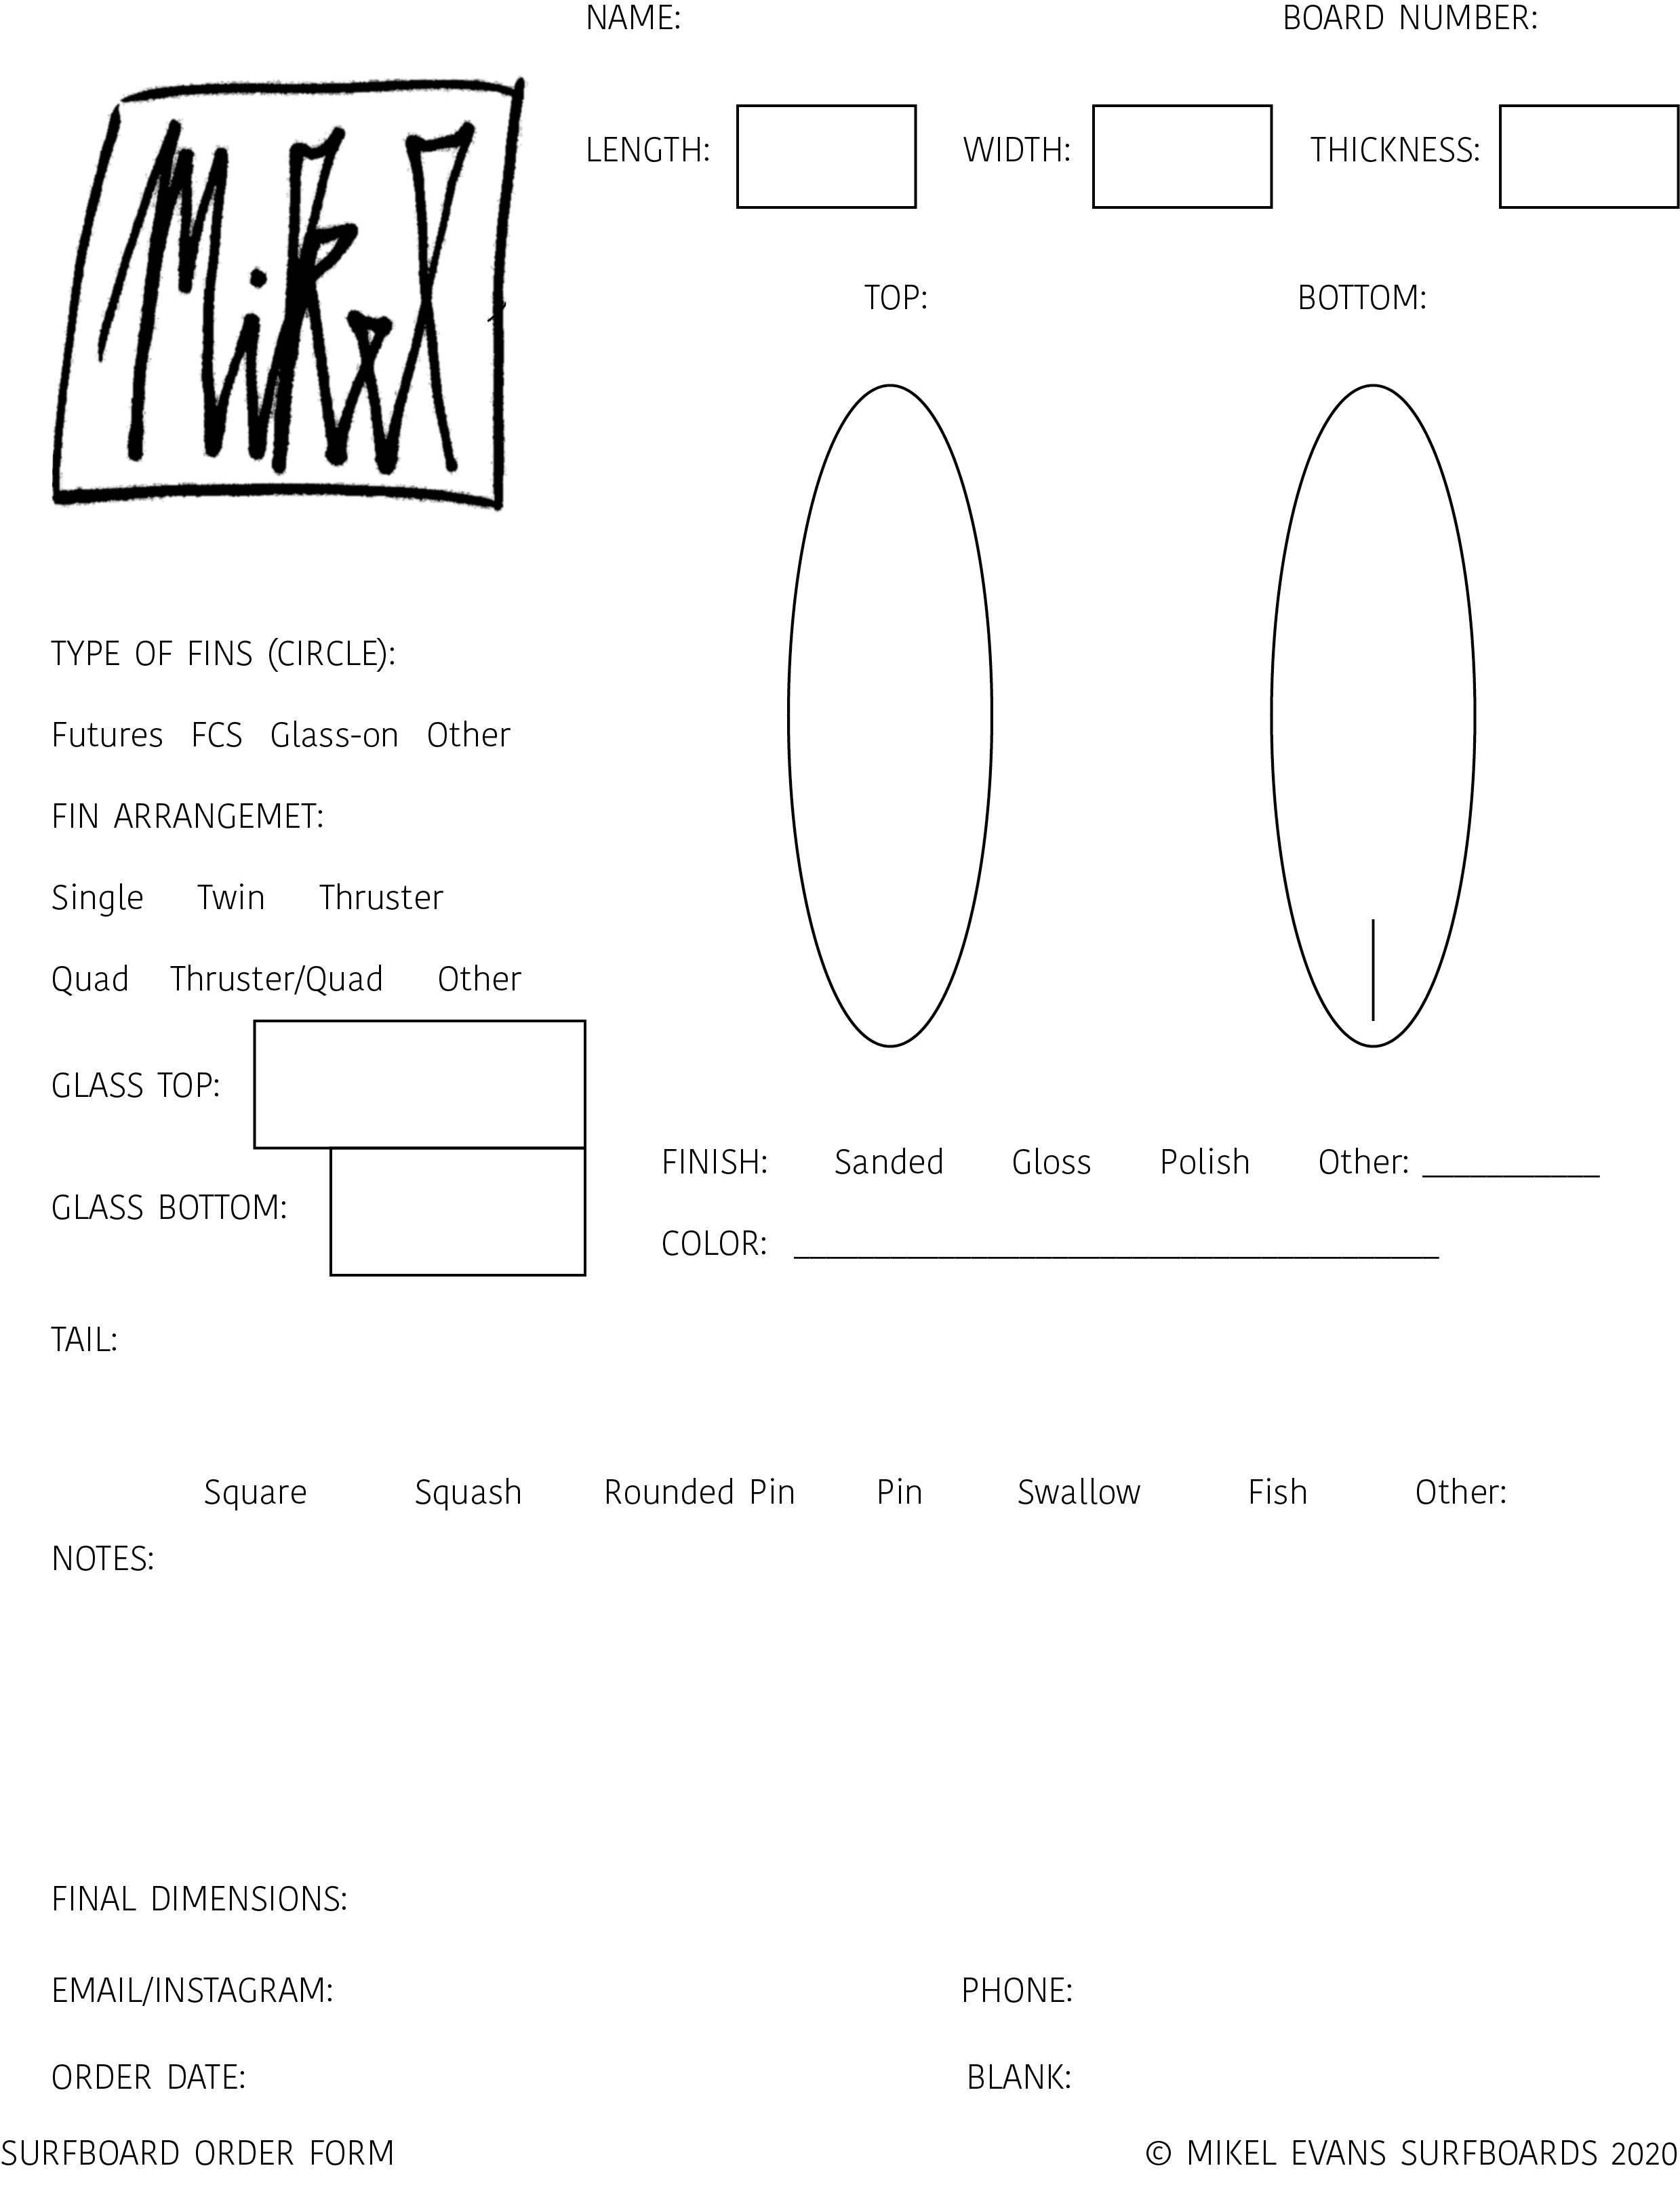 NAME: BOARD NUMBER:
Mikel
LENGTH: WIDTH: THICKNESS:
TOP: BOTTOM:
TYPE OF FINS (CIRCLE):
Futures FCS Glass-on Other
FIN ARRANGEMET:
Single Twin Thruster
Quad Thruster/Quad Other
GLASS TOP:
GLASS BOTTOM:
FINISH: Sanded Gloss Polish Other: ___________
COLOR: ________________________________________
TAIL:
Square Squash Rounded Pin Pin Swallow Fish Other:
NOTES:
FINAL DIMENSIONS:
EMAIL/INSTAGRAM: PHONE:
ORDER DATE: BLANK:
SURFBOARD ORDER FORM © MIKEL EVANS SURFBOARDS 2020